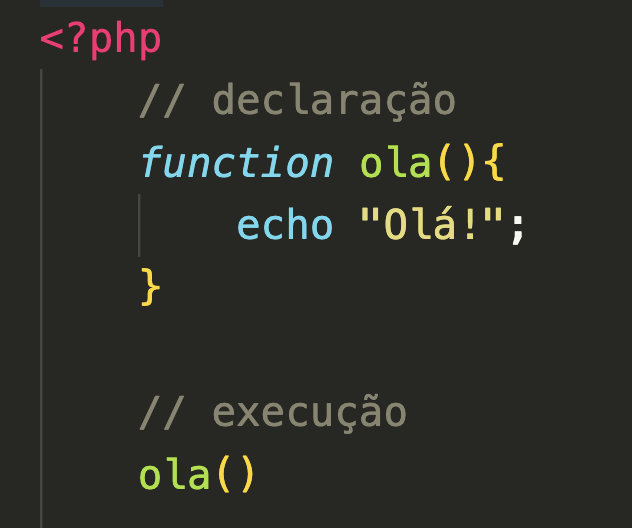 <?php
// declaração
function ola(){
echo "Olá!";
}
// execução
ola()